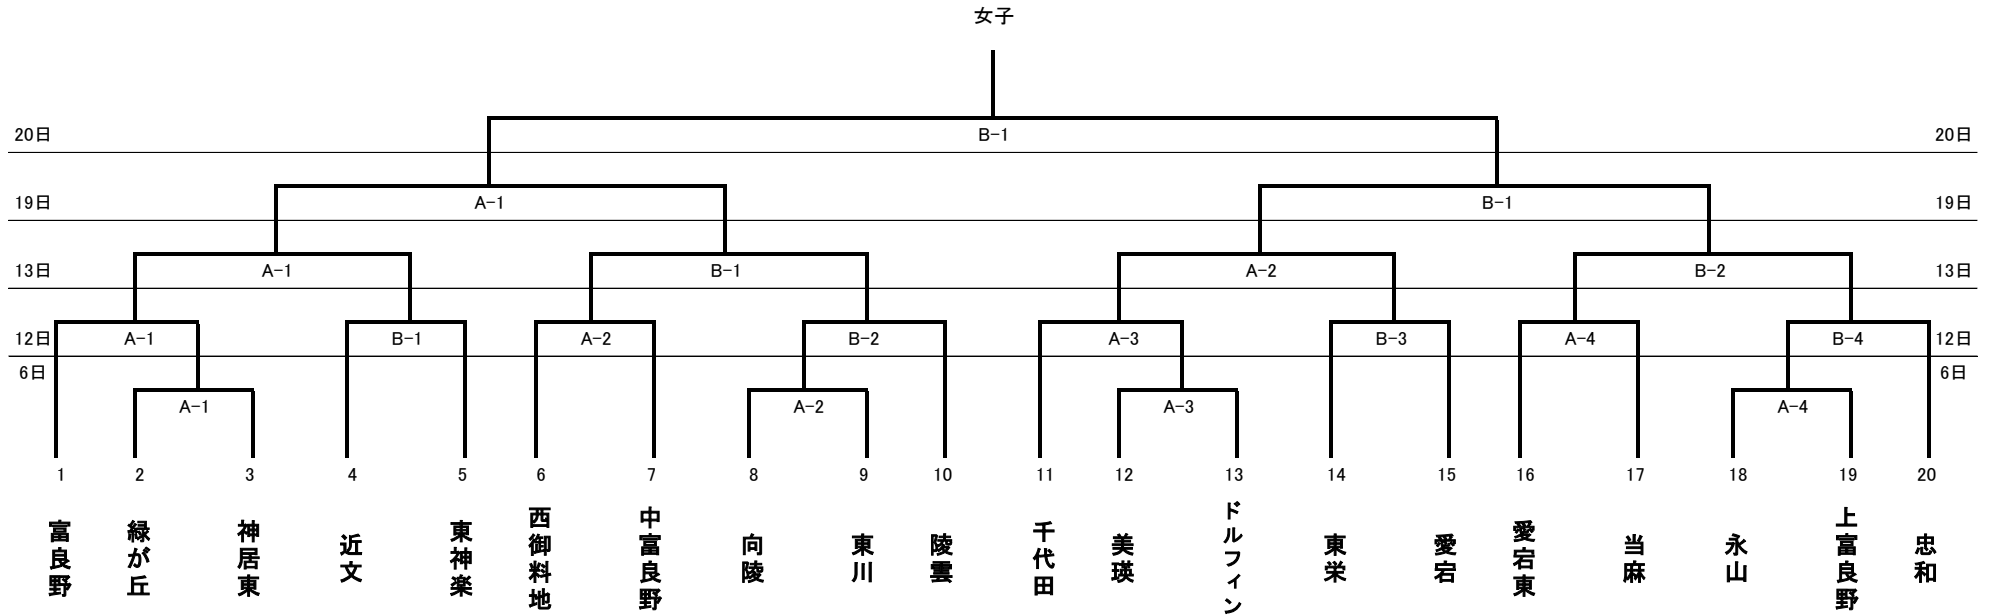 女子
20日 B-1 20日
19日 A-1 B-1 19日
13日 A-1 B-1 A-2 B-2 13日
12日 A-1 B-1 A-2 B-2 A-3 B-3 A-4 B-4 12日
6日 6日
A-1 A-2 A-3 A-4
1 2 3 4 5 6 7 8 9 10 11 12 13 14 15 16 17 18 19 20
富良野
緑が丘
神居東
近文
東神楽
西御料地
中富良野
向陵
東川
陵雲
千代田
美瑛
ドルフィン
東栄
愛宕
愛宕東
当麻
永山
上富良野
忠和